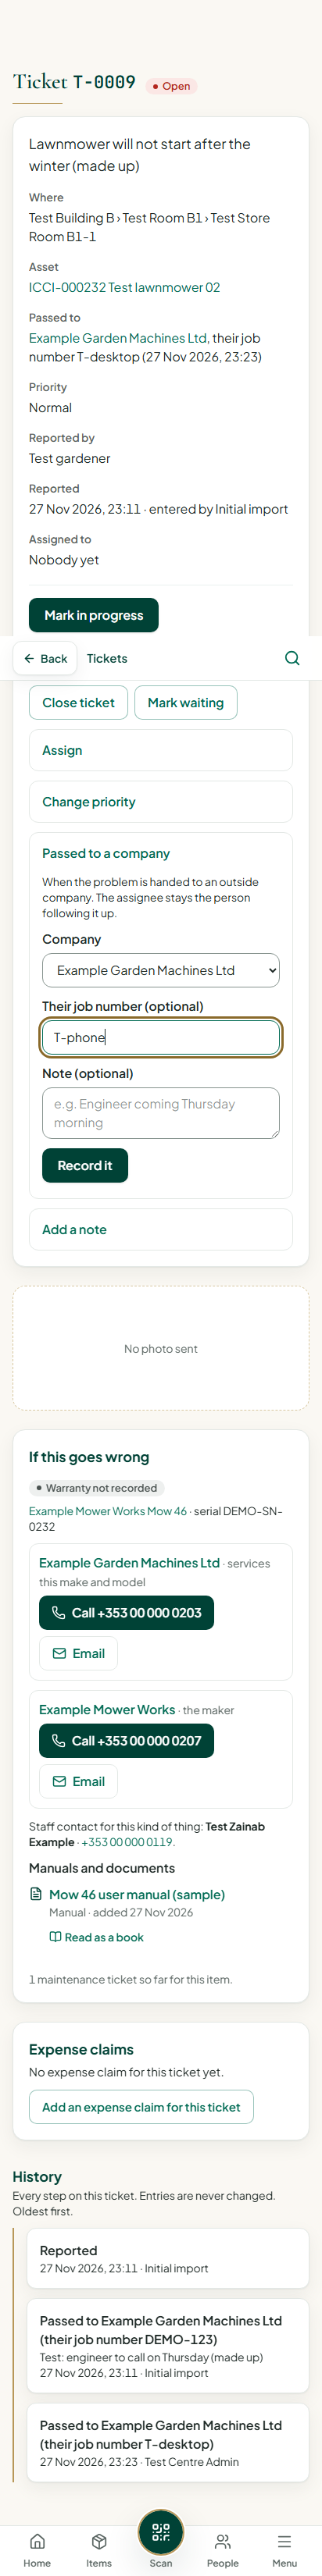 Ticket T-0009 Open
Lawnmower will not start after the
winter (made up)
Where
Test Building B › Test Room B1 › Test Store
Room B1-1
Asset
ICCI-000232 Test lawnmower 02
Passed to
Example Garden Machines Ltd, their job
number T-desktop (27 Nov 2026, 23:23)
Priority
Normal
Reported by
Test gardener
Reported
27 Nov 2026, 23:11 · entered by Initial import
Assigned to
Nobody yet
Mark in progress
Back Tickets
Close ticket Mark waiting
Assign
Change priority
Passed to a company
When the problem is handed to an outside
company. The assignee stays the person
following it up.
Company
Example Garden Machines Ltd
Their job number (optional)
T-phone
Note (optional)
e.g. Engineer coming Thursday
morning
Record it
Add a note
No photo sent
If this goes wrong
Warranty not recorded
Example Mower Works Mow 46 · serial DEMO-SN-
0232
Example Garden Machines Ltd · services
this make and model
Call +353 00 000 0203
Email
Example Mower Works · the maker
Call +353 00 000 0207
Email
Staff contact for this kind of thing: Test Zainab
Example · +353 00 000 0119.
Manuals and documents
Mow 46 user manual (sample)
Manual · added 27 Nov 2026
Read as a book
1 maintenance ticket so far for this item.
Expense claims
No expense claim for this ticket yet.
Add an expense claim for this ticket
History
Every step on this ticket. Entries are never changed.
Oldest first.
Reported
27 Nov 2026, 23:11 · Initial import
Passed to Example Garden Machines Ltd
(their job number DEMO-123)
Test: engineer to call on Thursday (made up)
27 Nov 2026, 23:11 · Initial import
Passed to Example Garden Machines Ltd
(their job number T-desktop)
27 Nov 2026, 23:23 · Test Centre Admin
Home Items Scan People Menu